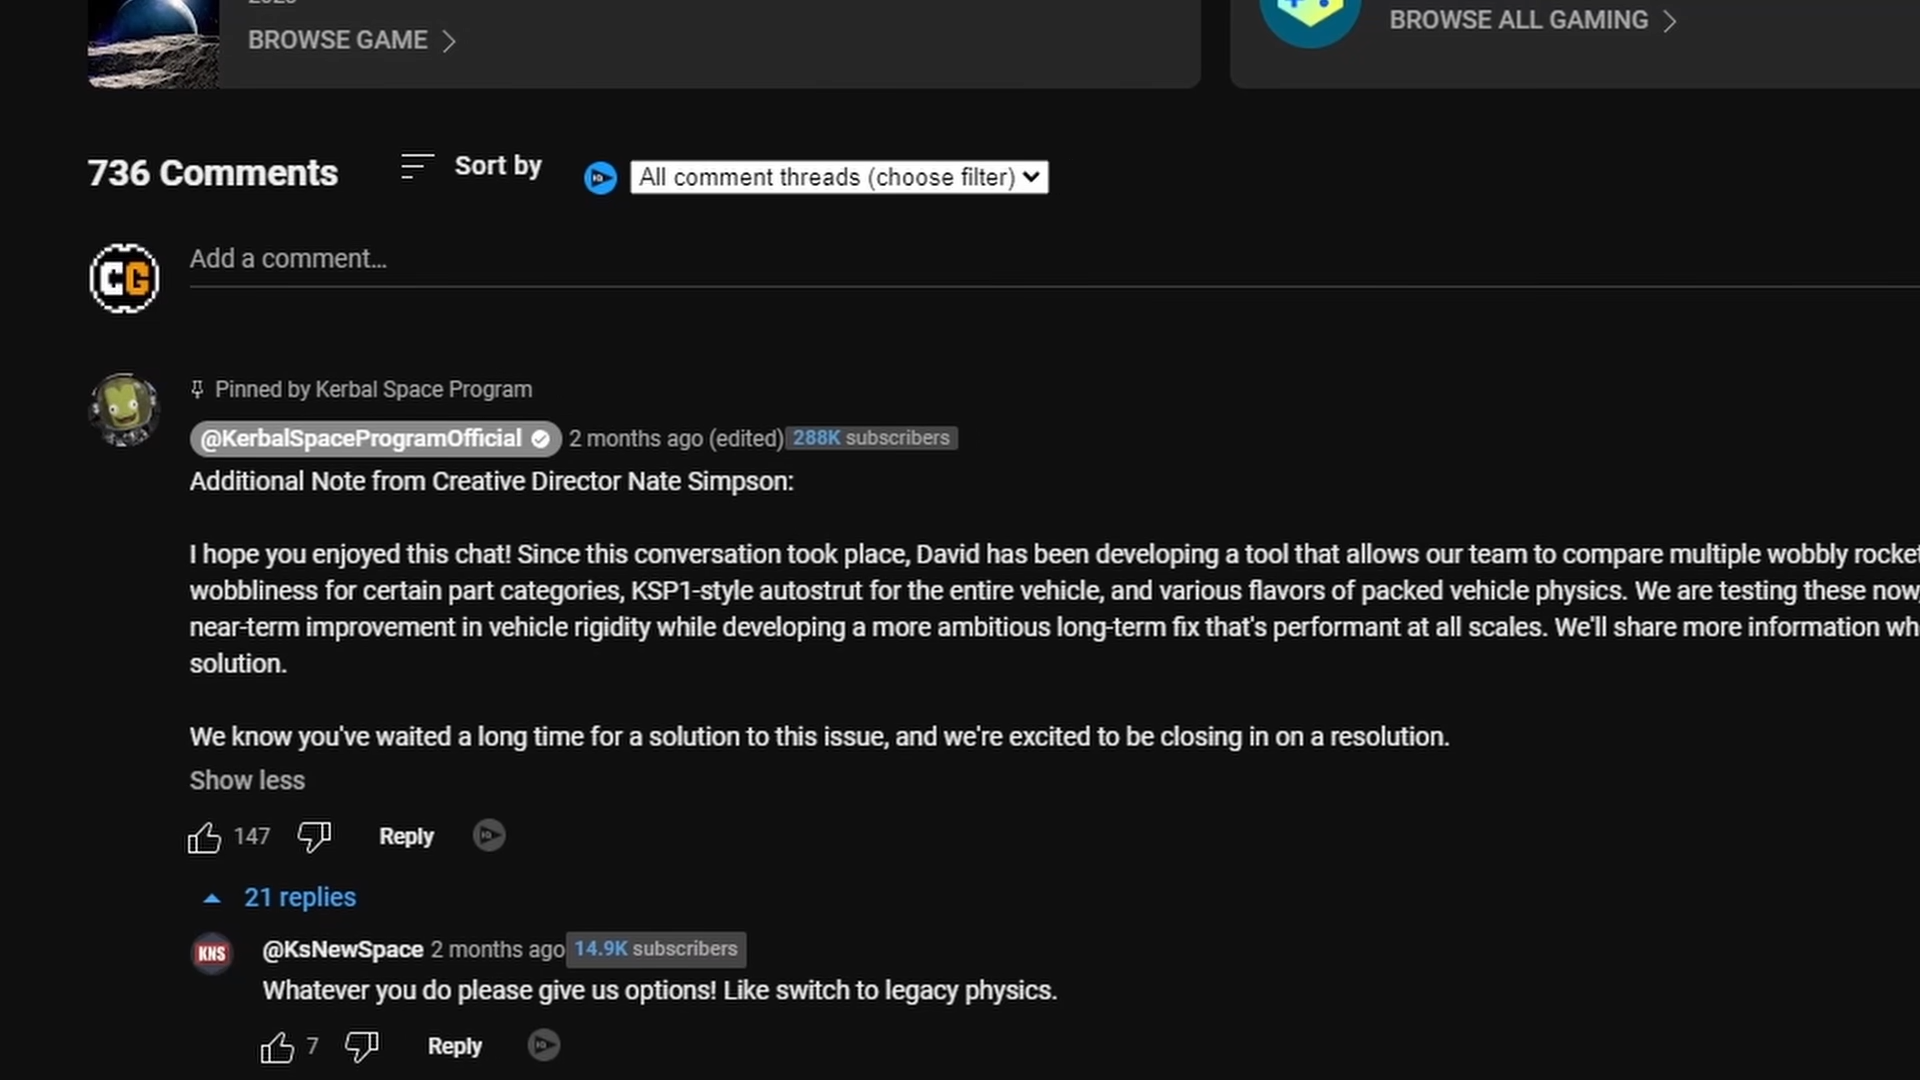 BROWSE GAME
BROWSE ALL GAMING
736 Comments
Sort by
All comment threads (choose filter)
CG
Add a comment...
Pinned by Kerbal Space Program
@KerbalSpaceProgramOfficial 2 months ago (edited) 288K subscribers
Additional Note from Creative Director Nate Simpson:
I hope you enjoyed this chat! Since this conversation took place, David has been developing a tool that allows our team to compare multiple wobbly
wobbliness for certain part categories, KSP1-style autostrut for the entire vehicle, and various flavors of packed vehicle physics. We are testing these now,
near-term improvement in vehicle rigidity while developing a more ambitious long-term fix that's performant at all scales. We'll share more information
solution.
We know you've waited a long time for a solution to this issue, and we're excited to be closing in on a resolution.
Show less
147
Reply
21 replies
KNS
@KsNewSpace 2 months ago 14.9K subscribers
Whatever you do please give us options! Like switch to legacy physics.
7
Reply